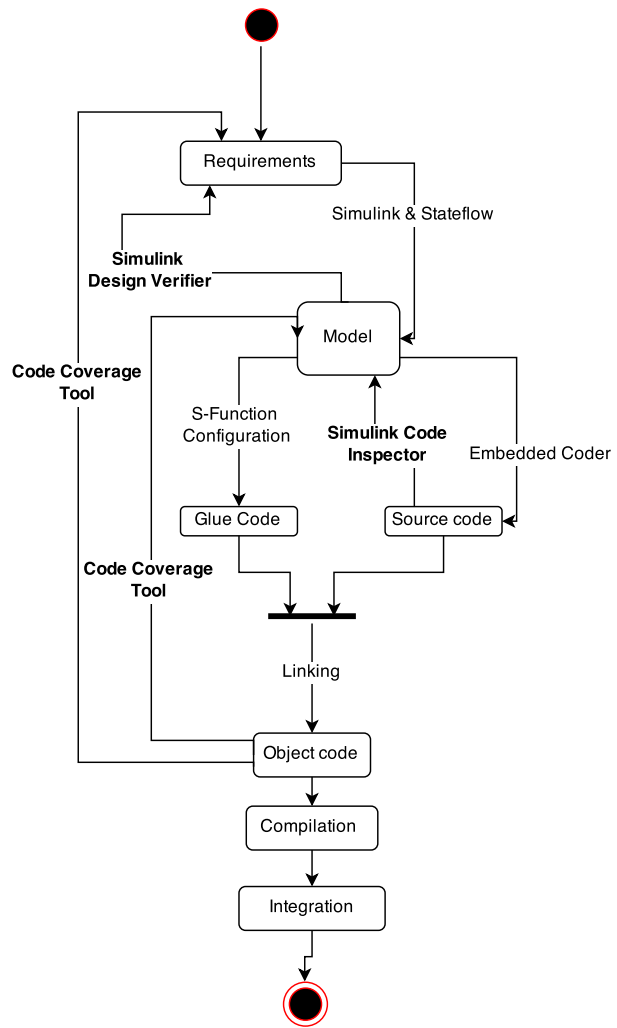 Requirements
Simulink & Stateflow
Simulink
Design Verifier
Model
Code Coverage
Tool
S-Function
Configuration
Simulink Code
Inspector
Embedded Coder
Glue Code
Source code
Code Coverage
Tool
Linking
Object code
Compilation
Integration